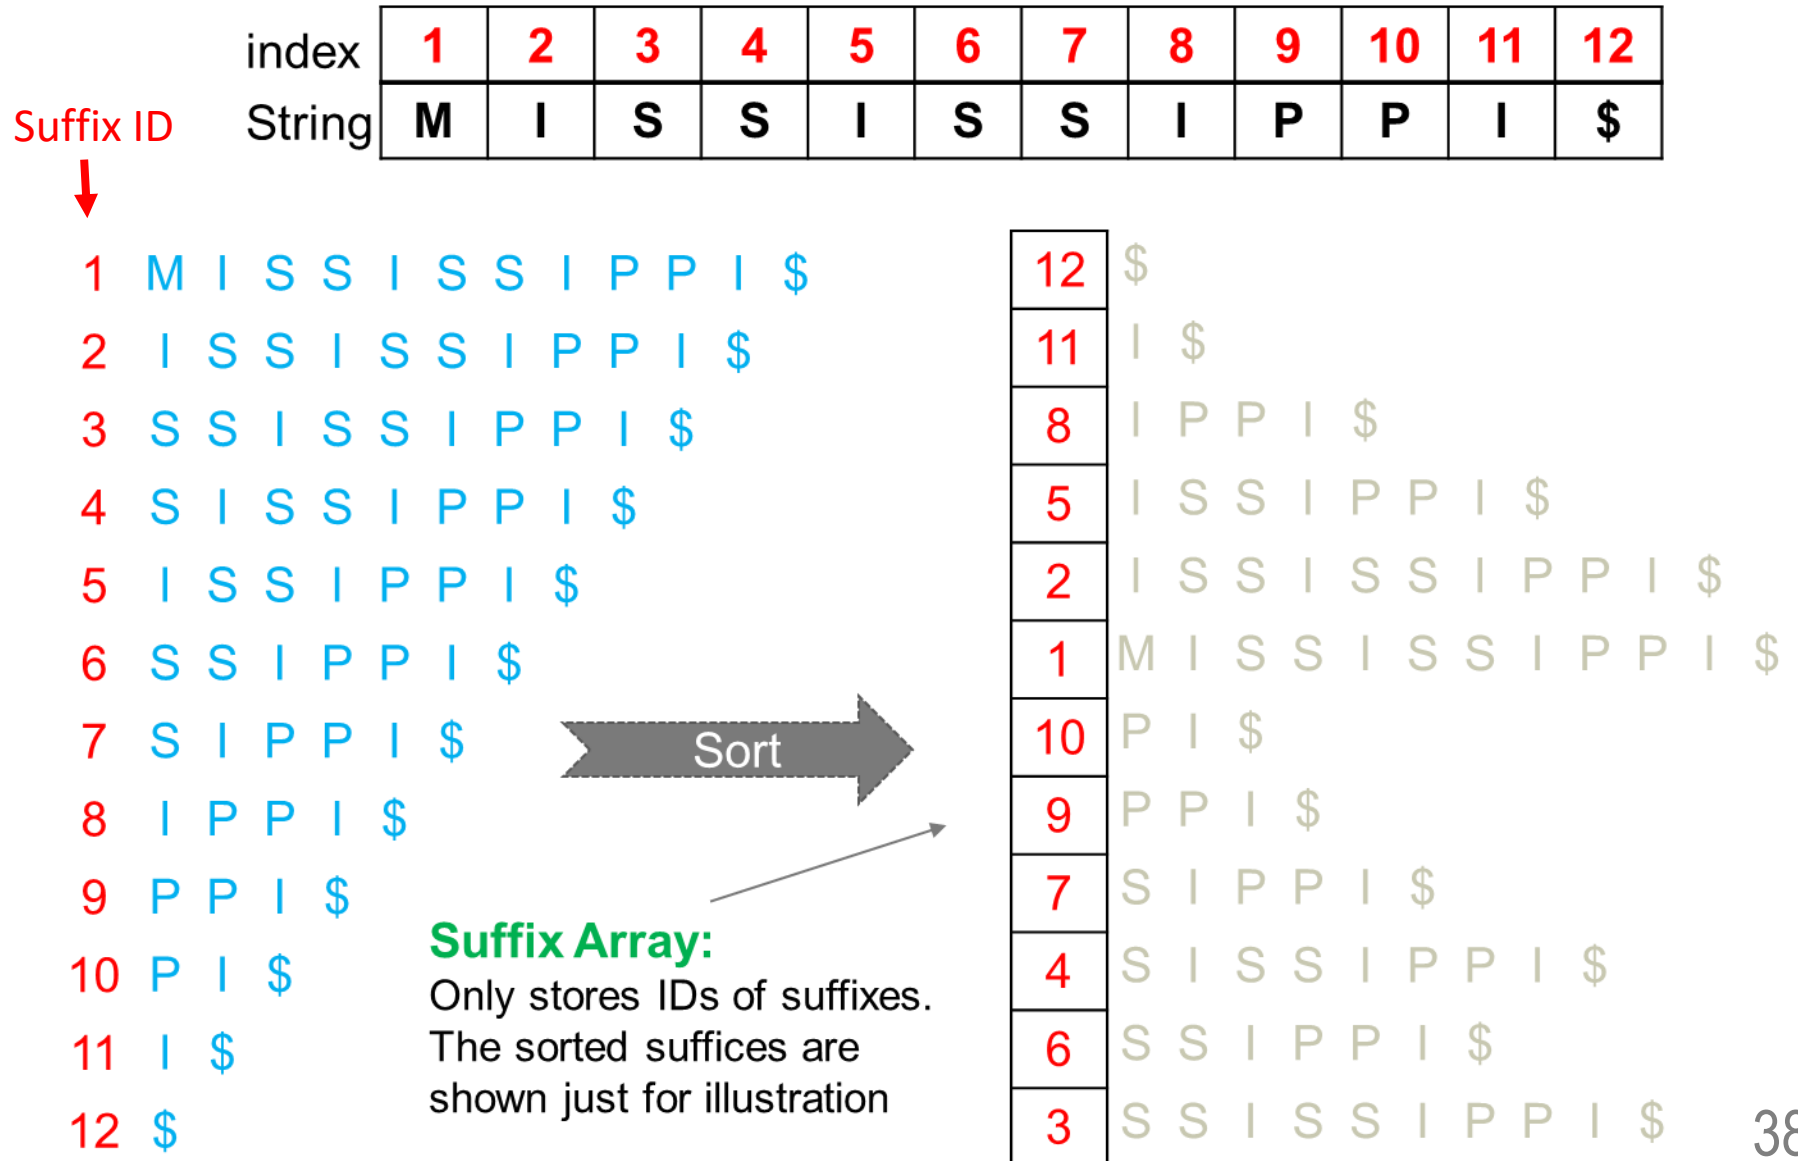 index 1 2 3 4 5 6 7 8 9 10 11 12
String M I S S I S S I P P I $
Suffix ID
1 M I S S I S S I P P I $
2 I S S I S S I P P I $
3 S S I S S I P P I $
4 S I S S I P P I $
5 I S S I P P I $
6 S S I P P I $
7 S I P P I $
8 I P P I $
9 P P I $
10 P I $
11 I $
12 $
Sort
Suffix Array:
Only stores IDs of suffixes.
The sorted suffices are
shown just for illustration
12 $
11 I $
8 I P P I $
5 I S S I P P I $
2 I S S I S S I P P I $
1 M I S S I S S I P P I $
10 P I $
9 P P I $
7 S I P P I $
4 S I S S I P P I $
6 S S I P P I $
3 S S I S S I P P I $
38